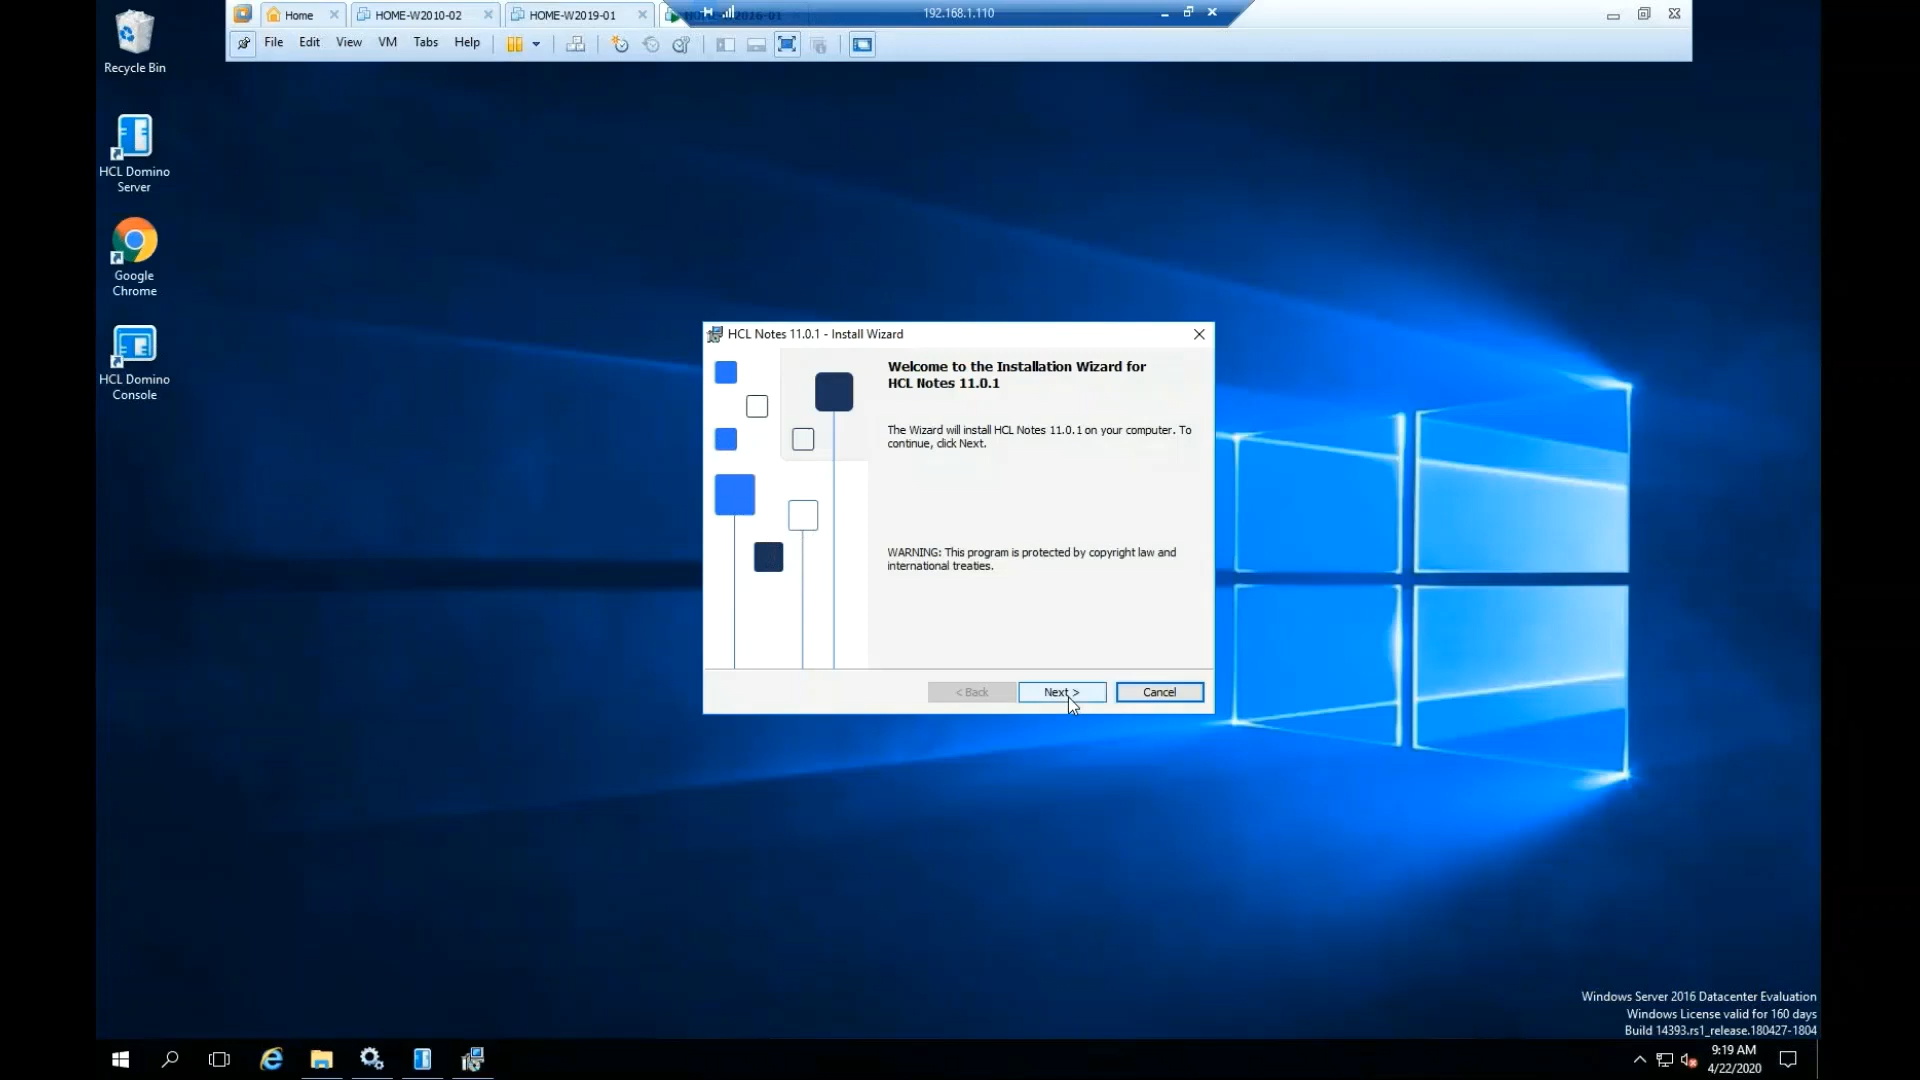 Home
HOME-W2010-02
HOME-W2019-01
192.168.1.110
File
Edit
View
VM
Tabs
Help
Recycle Bin
HCL Domino
Server
Google
Chrome
HCL Domino
Console
HCL Notes 11.0.1 - Install Wizard
Welcome to the Installation Wizard for
HCL Notes 11.0.1
The Wizard will install HCL Notes 11.0.1 on your computer. To
continue, click Next.
WARNING: This program is protected by copyright law and
international treaties.
< Back
Next >
Cancel
Windows Server 2016 Datacenter Evaluation
Windows License valid for 160 days
Build 14393.rs1_release.180427-1804
9:19 AM
4/22/2020